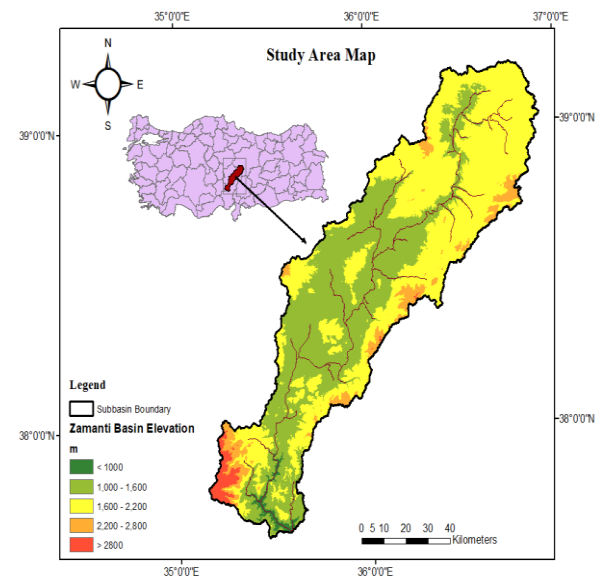 35°0'0"E 36°0'0"E 37°0'0"E
Study Area Map
N
W E
S
39°0'0"N
39°0'0"N
38°0'0"N
38°0'0"N
Legend
Subbasin Boundary
Zamanti Basin Elevation
m
< 1000
1,000 - 1,600
1,600 - 2,200
2,200 - 2,800
> 2800
0 5 10 20 30 40
Kilometers
35°0'0"E 36°0'0"E